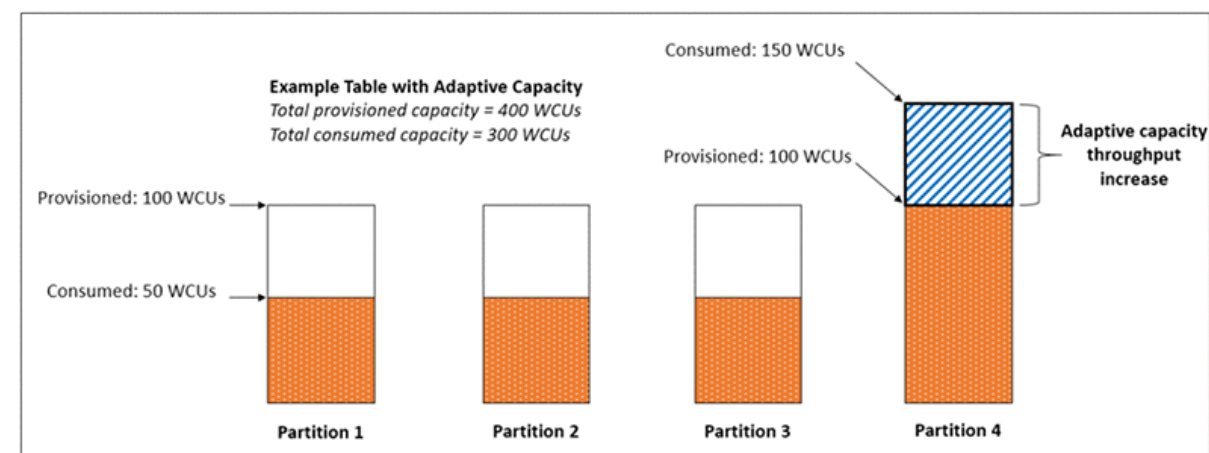 Consumed: 150 WCUs
Example Table with Adaptive Capacity
Total provisioned capacity = 400 WCUs
Total consumed capacity = 300 WCUs
Adaptive capacity
throughput
increase
Provisioned: 100 WCUs
Provisioned: 100 WCUs
Consumed: 50 WCUs
Partition 1
Partition 2
Partition 3
Partition 4